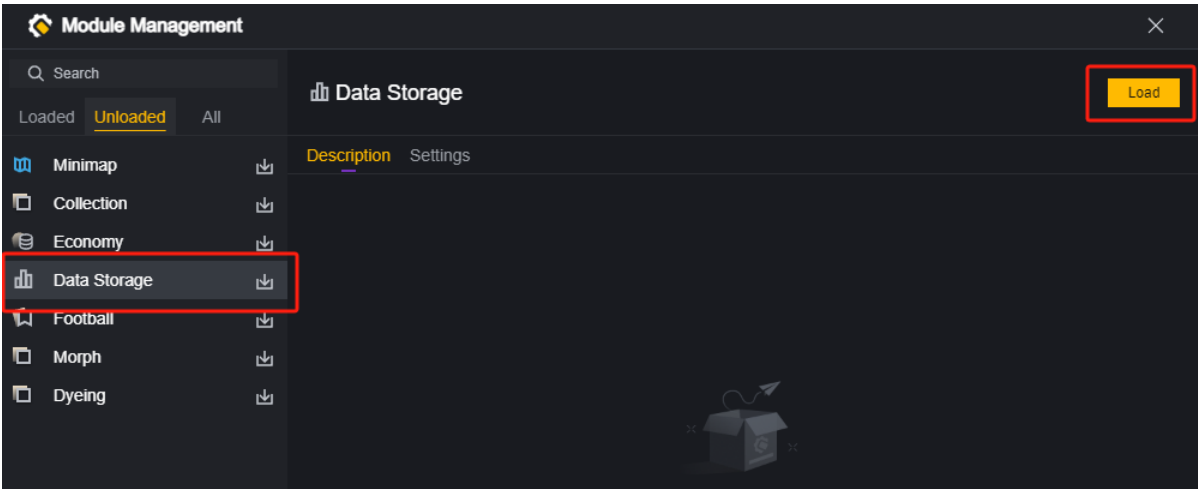 Module Management
Search
Loaded Unloaded All
Minimap
Collection
Economy
Data Storage
Football
Morph
Dyeing
Data Storage
Load
Description Settings